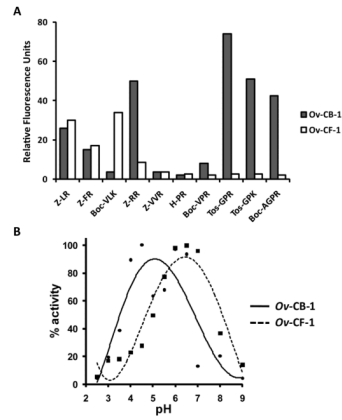 A
Relative Fluorescence Units
80
60
40
20
0
Z-LR
Z-FR
Boc-VLK
Z-RR
Z-VVR
H-PR
Boc-VPR
Tos-GPR
Tos-GPK
Boc-AGPR
Ov-CB-1
Ov-CF-1
B
% activity
100
80
60
40
20
0
2 3 4 5 6 7 8 9
pH
Ov-CB-1
Ov-CF-1